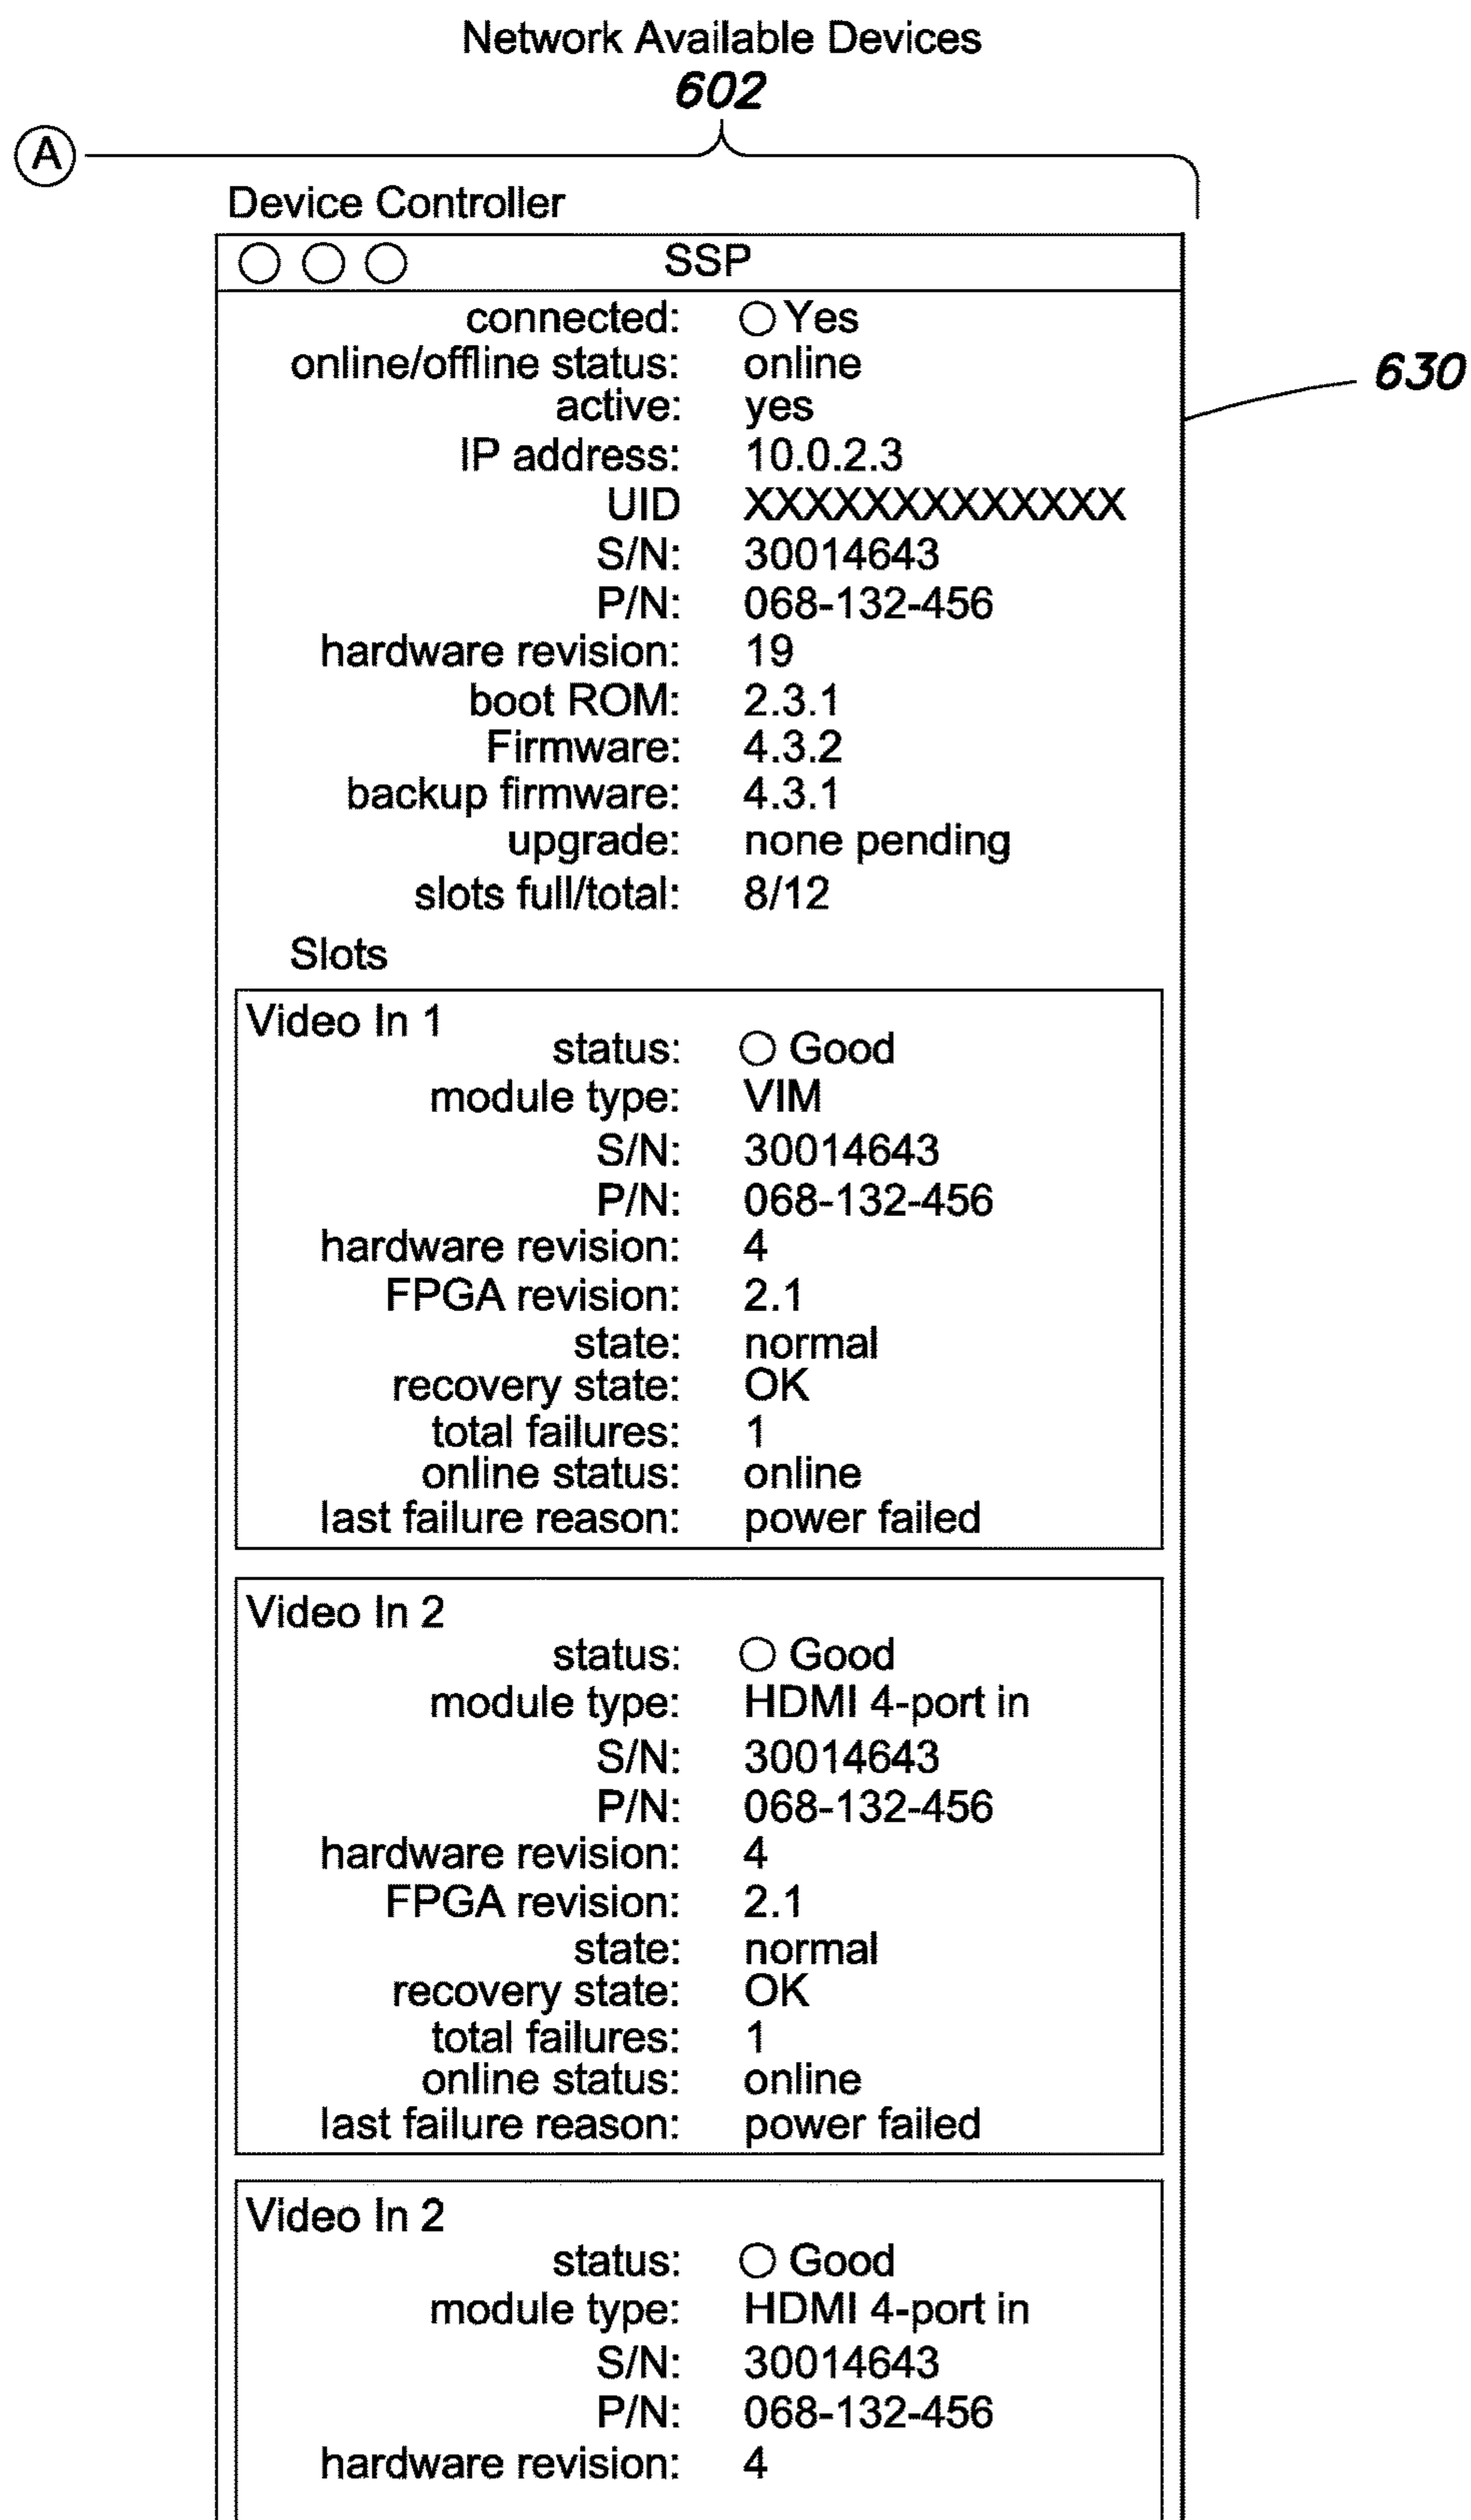 Network Available Devices
602
A
Device Controller
SSP
connected: Yes
online/offline status: online
active: yes
IP address: 10.0.2.3
UID XXXXXXXXXXXXX
630
S/N: 30014643
P/N: 068-132-456
hardware revision: 19
boot ROM: 2.3.1
Firmware: 4.3.2
backup firmware: 4.3.1
upgrade: none pending
slots full/total: 8/12
Slots
Video In 1
status: Good
module type: VIM
S/N: 30014643
P/N: 068-132-456
hardware revision: 4
FPGA revision: 2.1
state: normal
recovery state: OK
total failures: 1
online status: online
last failure reason: power failed
Video In 2
status: Good
module type: HDMI 4-port in
S/N: 30014643
P/N: 068-132-456
hardware revision: 4
FPGA revision: 2.1
state: normal
recovery state: OK
total failures: 1
online status: online
last failure reason: power failed
Video In 2
status: Good
module type: HDMI 4-port in
S/N: 30014643
P/N: 068-132-456
hardware revision: 4